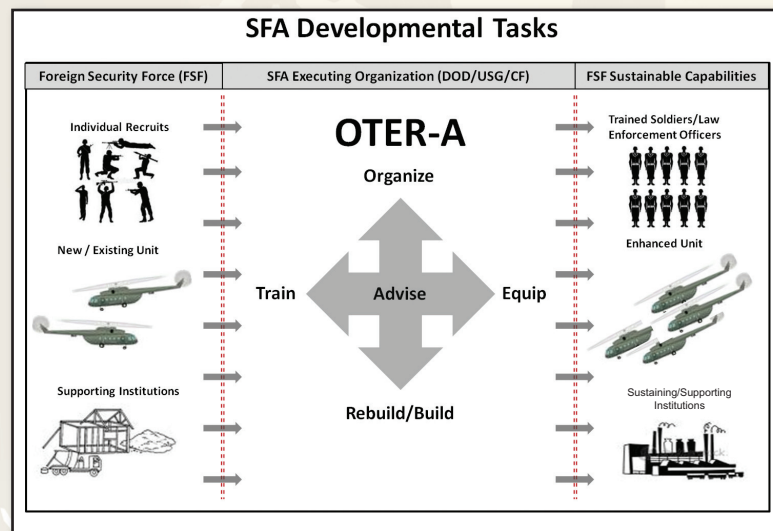 SFA Developmental Tasks
Foreign Security Force (FSF)
SFA Executing Organization (DOD/USG/CF)
FSF Sustainable Capabilities
Individual Recruits
New / Existing Unit
Supporting Institutions
OTER-A
Organize
Train
Advise
Equip
Rebuild/Build
Trained Soldiers/Law
Enforcement Officers
Enhanced Unit
Sustaining/Supporting
Institutions